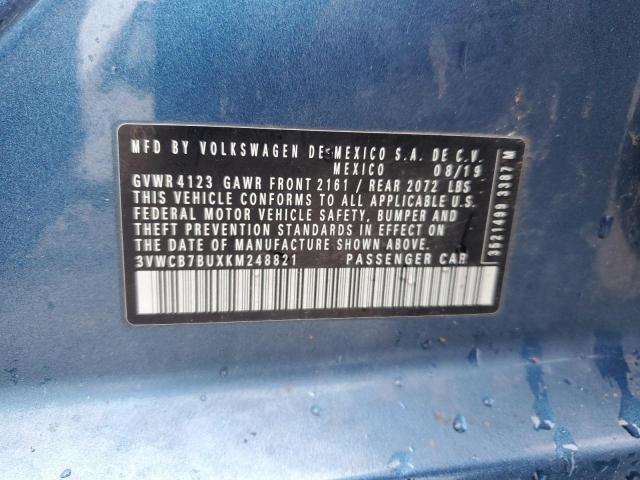 MFD BY VOLKSWAGEN DE MEXICO S.A. DE C.V.
MEXICO 08/19
GVWR 4123 GAWR FRONT 2161 / REAR 2072 LBS
THIS VEHICLE CONFORMS TO ALL APPLICABLE U.S.
FEDERAL MOTOR VEHICLE SAFETY, BUMPER AND
THEFT PREVENTION STANDARDS IN EFFECT ON
THE DATE OF MANUFACTURE SHOWN ABOVE.
3VWCB7BUXKM248821 PASSENGER CAR
3521499 3387 M